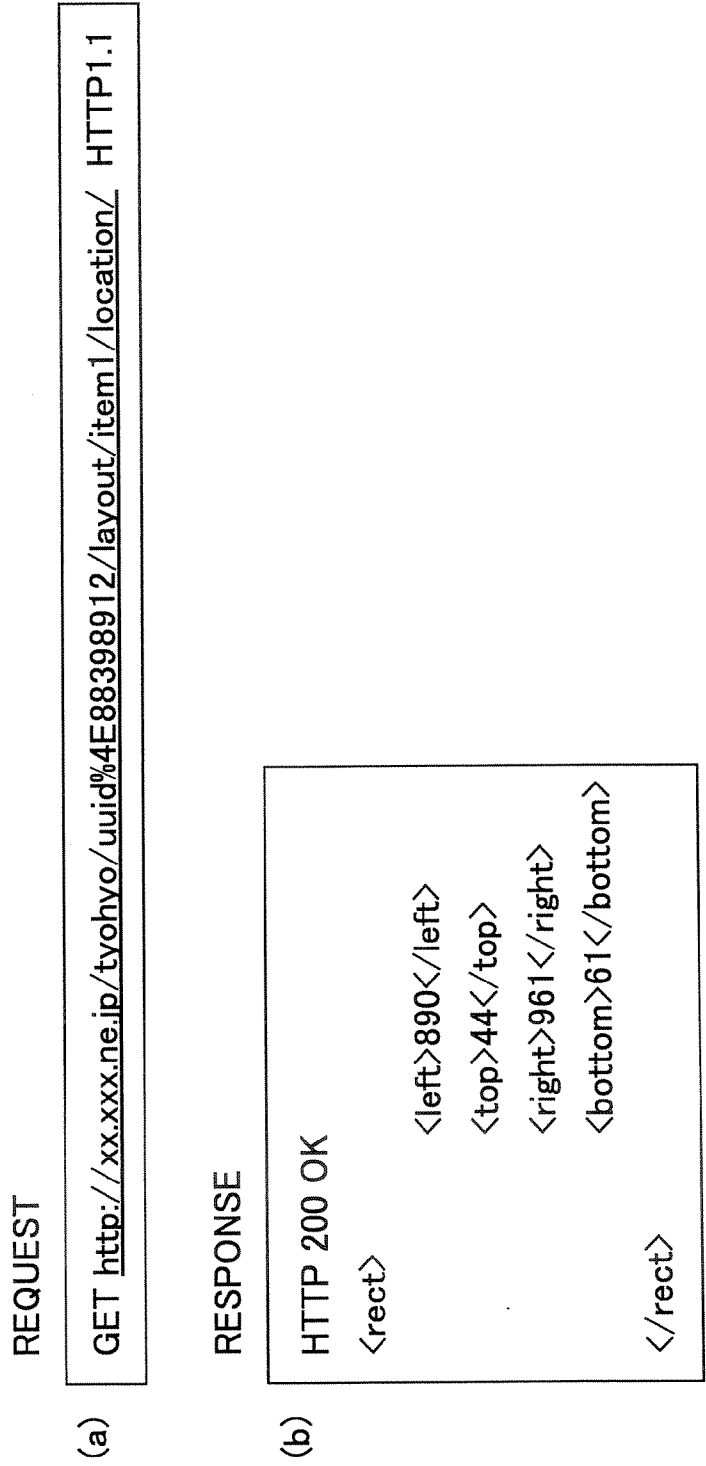 REQUEST
(a)
GET http://xx.xxx.ne.jp/tyohyo/uuid%4E88398912/layout/item1/location/ HTTP1.1
RESPONSE
(b)
HTTP 200 OK
<rect>
<left>890</left>
<top>44</top>
<right>961</right>
<bottom>61</bottom>
</rect>